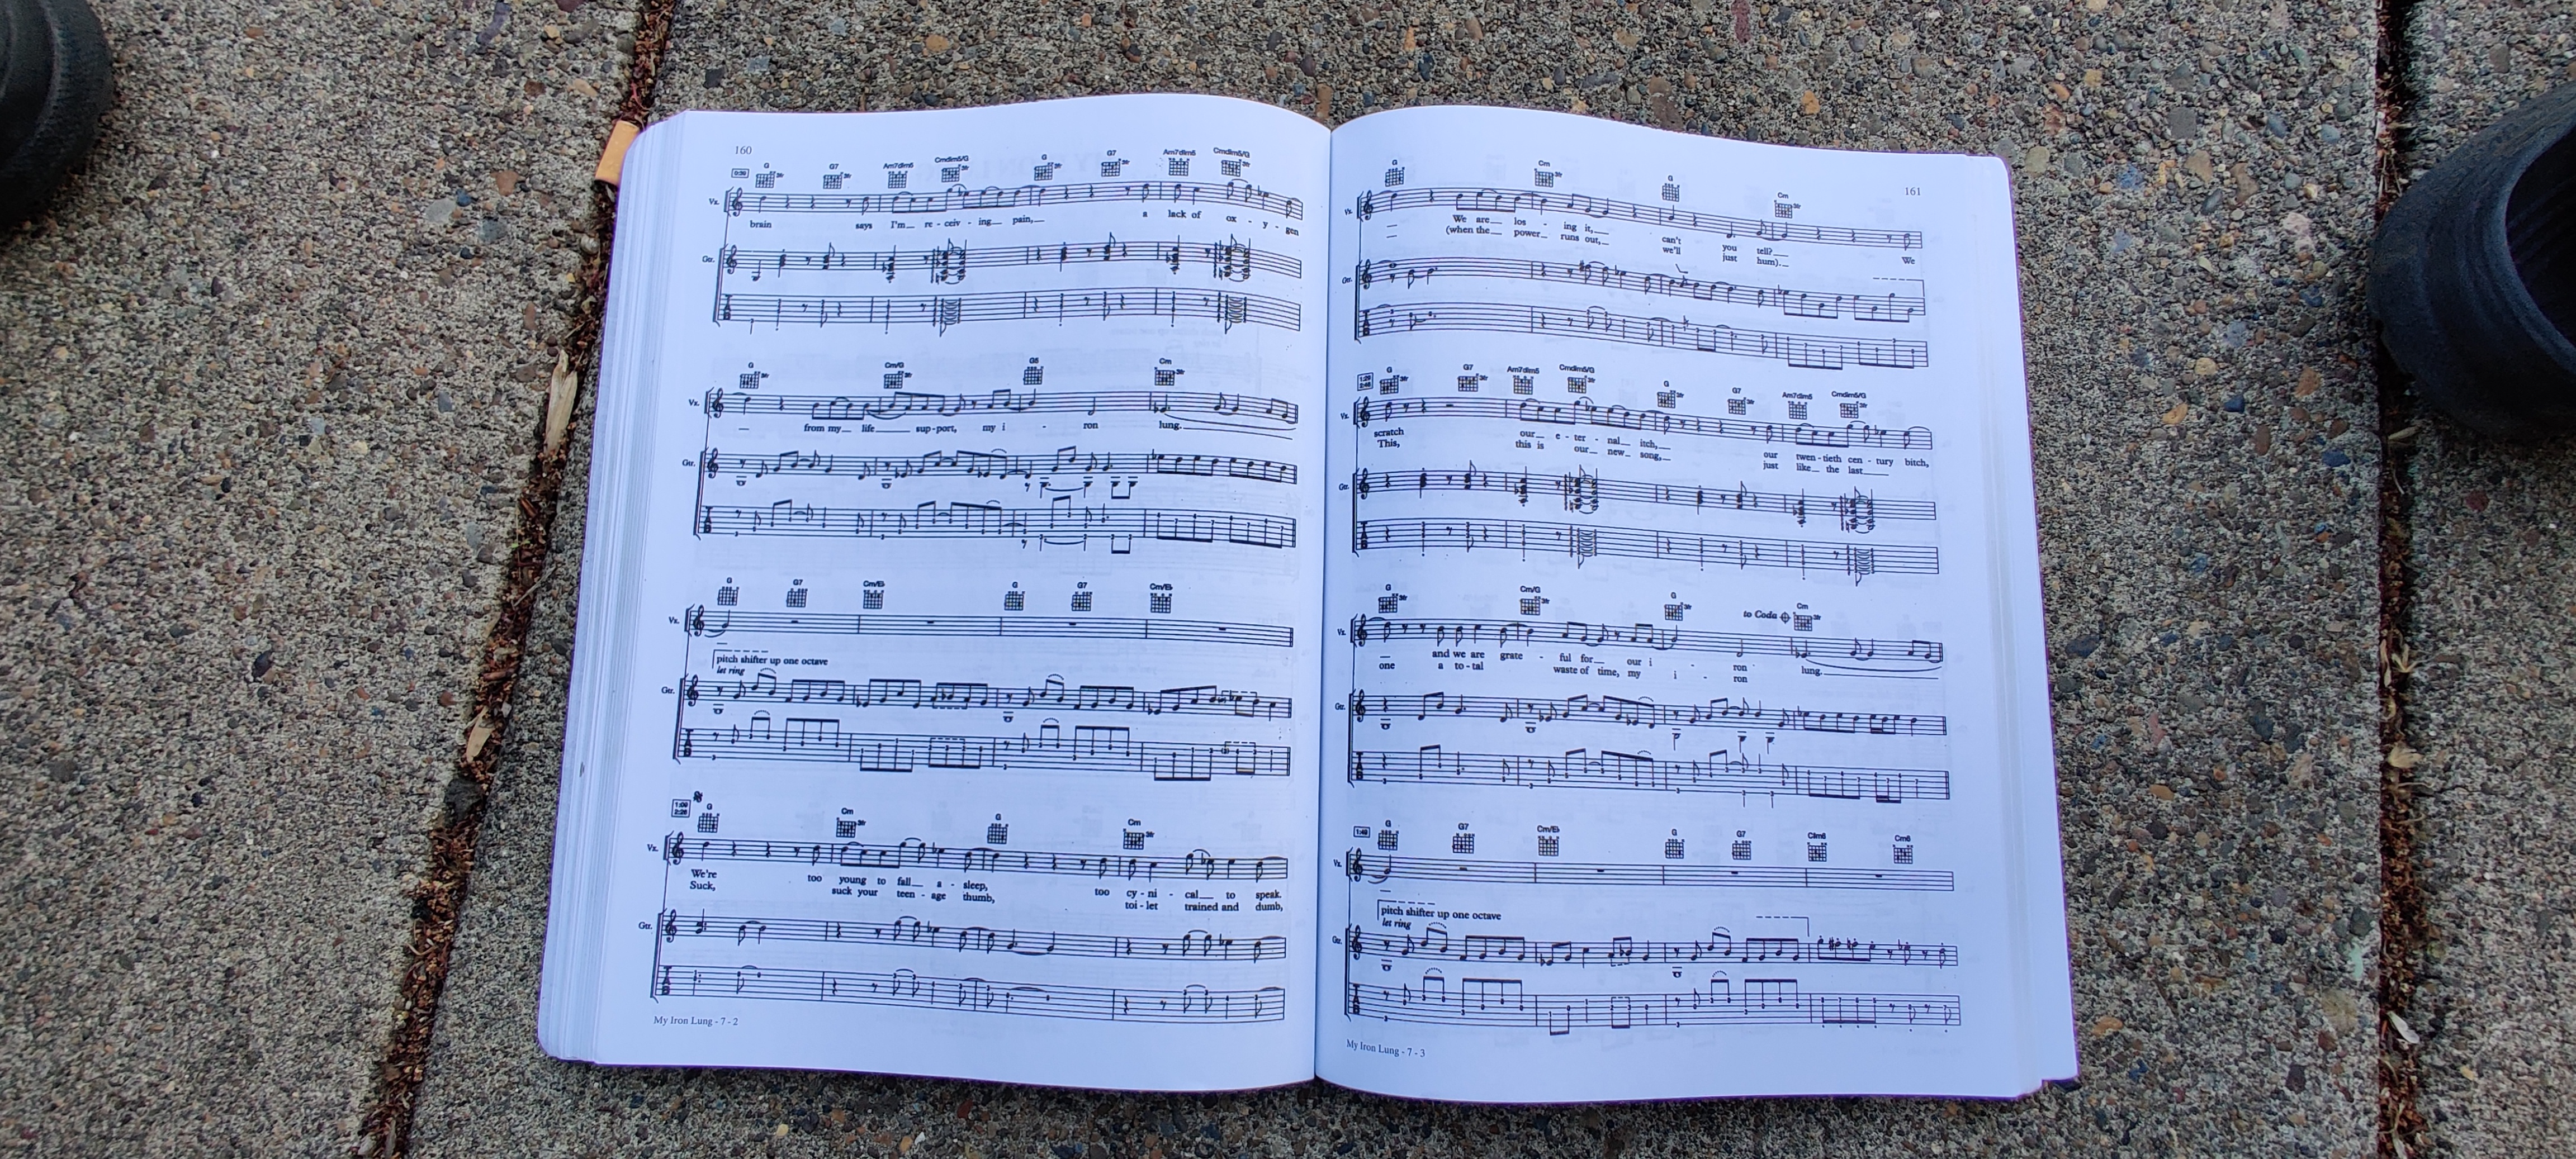 160
0:39 G G7 Am7dim5 Cmdim5/G G G7 Am7dim5 Cmdim5/G
Vx.
brain says I'm re - ceiv - ing pain, a lack of ox - y - gen
Gtr.
G Cm/G G5 Cm
Vx.
from my life sup - port, my i - ron lung.
Gtr.
G G7 Cm/E♭ G G7 Cm/E♭
Vx.
pitch shifter up one octave
let ring
Gtr.
1:09
2:28
G Cm G Cm
Vx.
We're too young to fall a - sleep, too cy - ni - cal to speak.
Suck, suck your teen - age thumb, toi - let trained and dumb,
Gtr.
My Iron Lung - 7 - 2
161
G Cm G Cm
Vx.
We are los - ing it, can't you tell? We
(when the power runs out, we'll just hum).
Gtr.
1:29
2:48
G G7 Am7dim5 Cmdim5/G G G7 Am7dim5 Cmdim5/G
Vx.
scratch our e - ter - nal itch, our twen - tieth cen - tury bitch,
This, this is our new song, just like the last
Gtr.
G Cm/G G to Coda Cm
Vx.
and we are grate - ful for our i - ron lung.
one a to - tal waste of time, my i - ron
Gtr.
1:49 G G7 Cm/E♭ G G7 C#m6 Cm6
Vx.
pitch shifter up one octave
let ring
Gtr.
My Iron Lung - 7 - 3